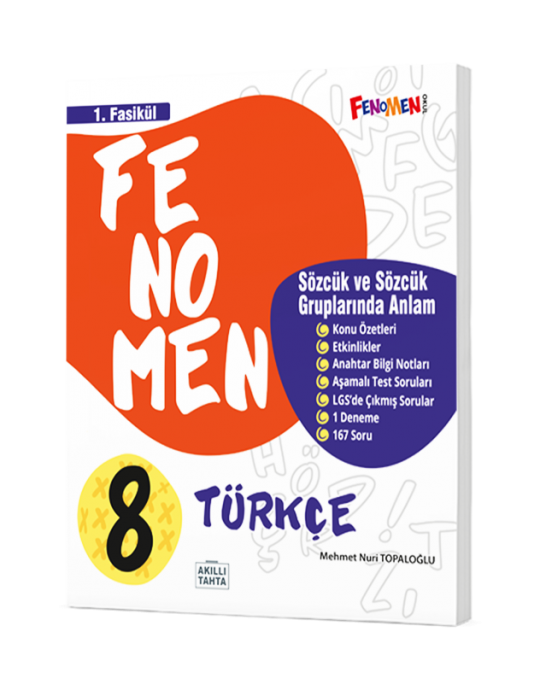 1. Fasikül
FENOMEN
OKUL
FE
NO
MEN
Sözcük ve Sözcük
Gruplarında Anlam
Konu Özetleri
Etkinlikler
Anahtar Bilgi Notları
Aşamalı Test Soruları
LGS'de Çıkmış Sorular
1 Deneme
167 Soru
8
TÜRKÇE
Mehmet Nuri TOPALOĞLU
AKILLI
TAHTA